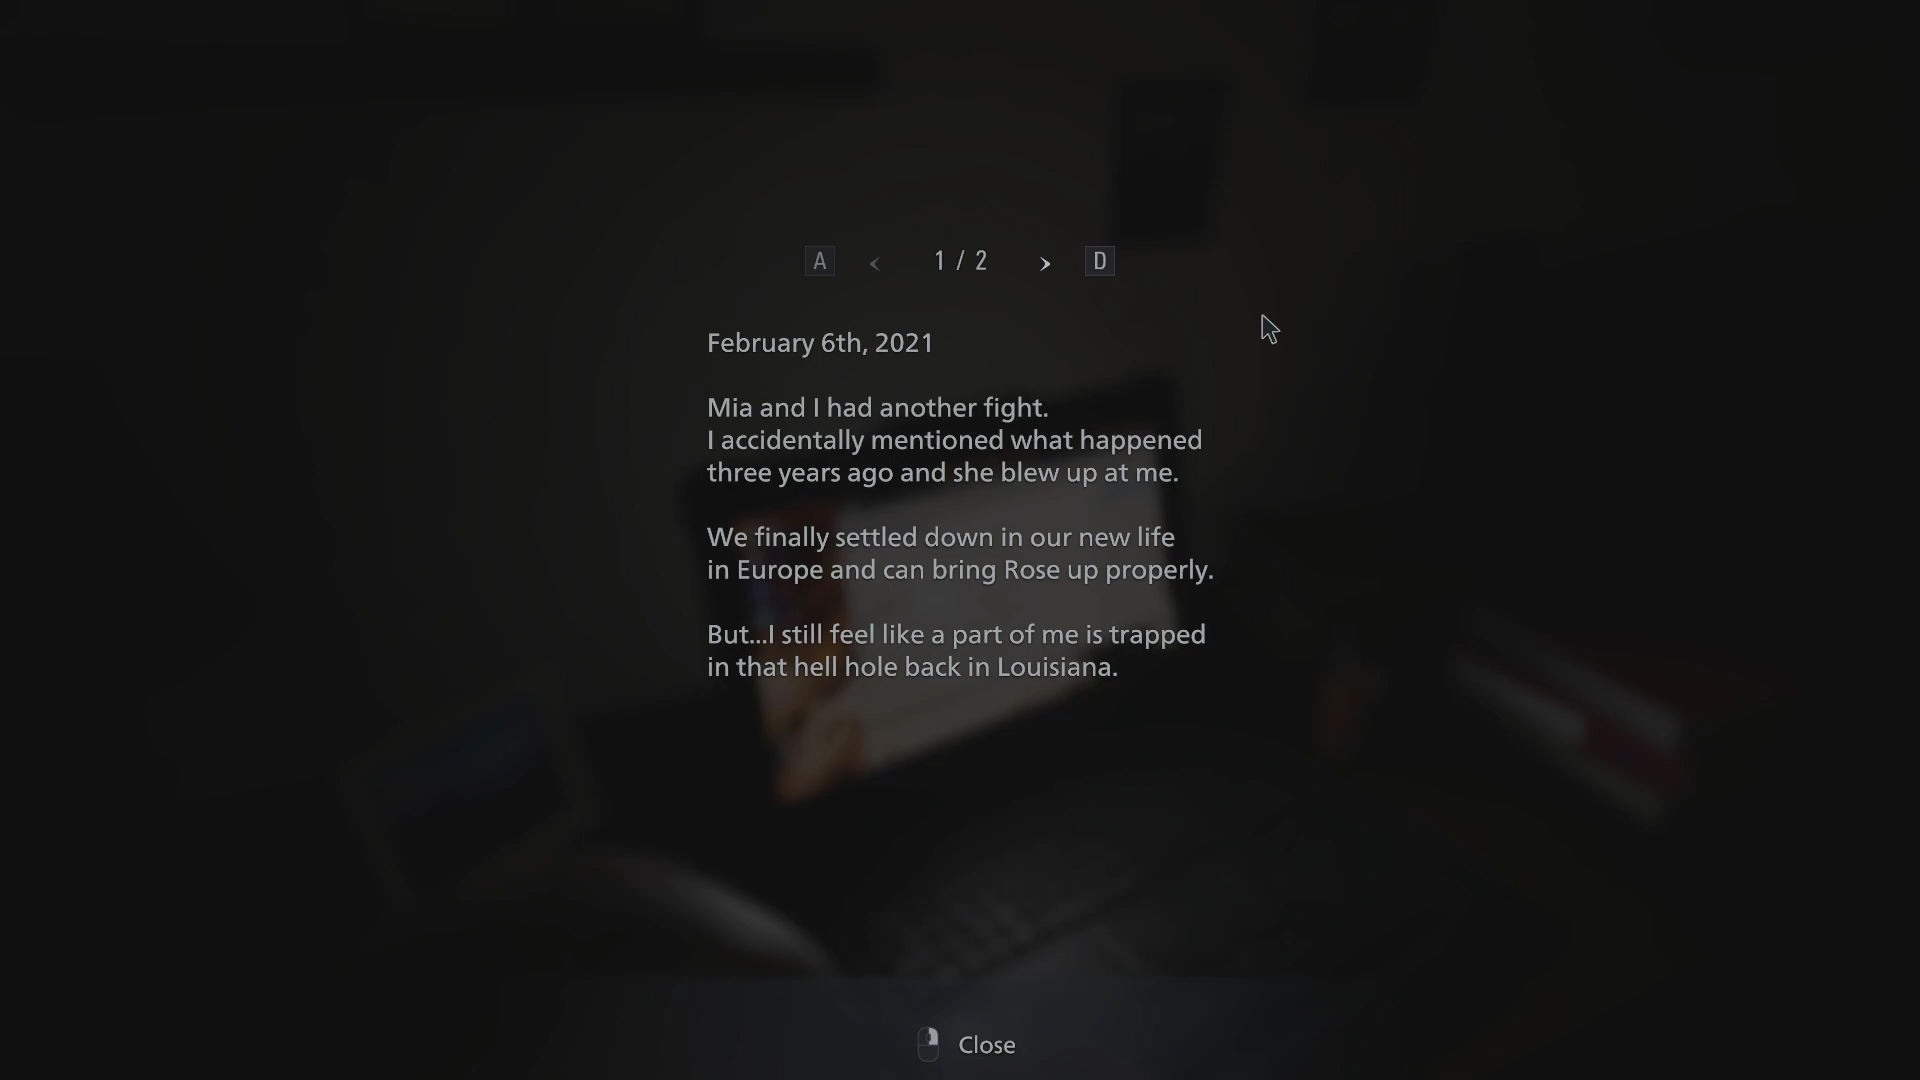 A < 1 / 2 > D
February 6th, 2021
Mia and I had another fight.
I accidentally mentioned what happened
three years ago and she blew up at me.
We finally settled down in our new life
in Europe and can bring Rose up properly.
But...I still feel like a part of me is trapped
in that hell hole back in Louisiana.
Close